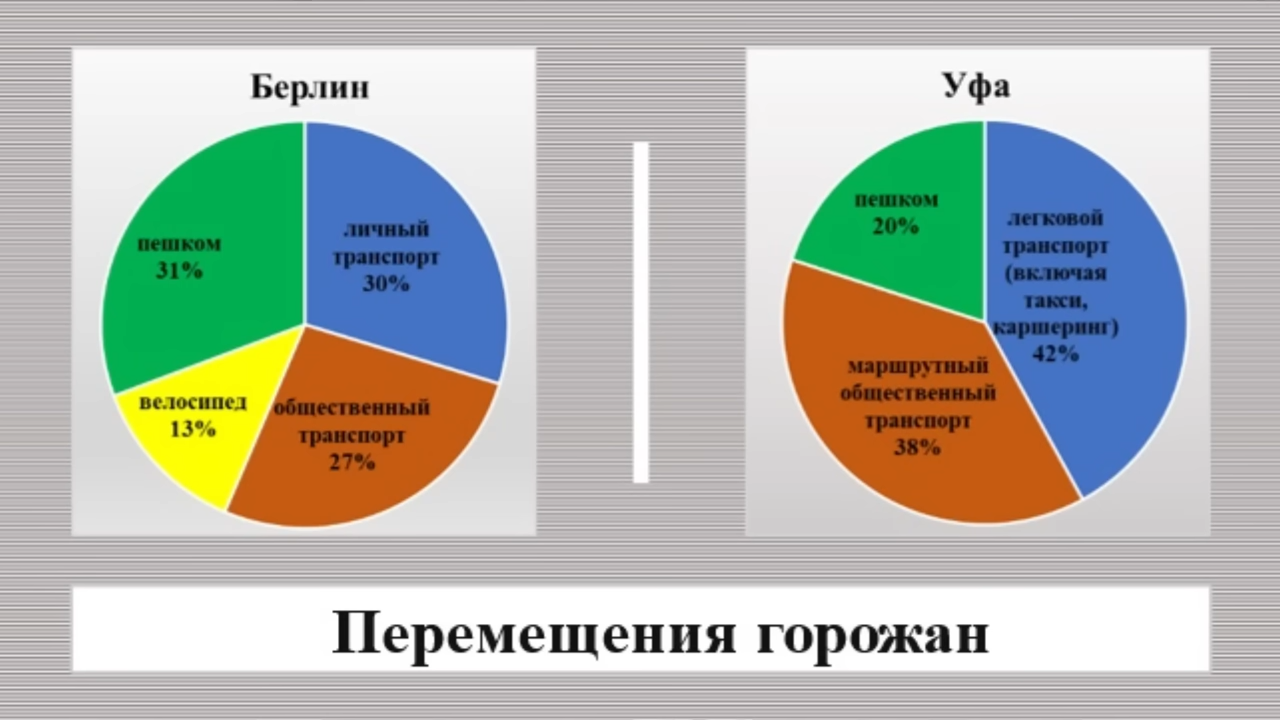 Берлин
пешком
31%
личный
транспорт
30%
велосипед
13%
общественный
транспорт
27%
Уфа
пешком
20%
легковой
транспорт
(включая
такси,
каршеринг)
42%
маршрутный
общественный
транспорт
38%
Перемещения горожан